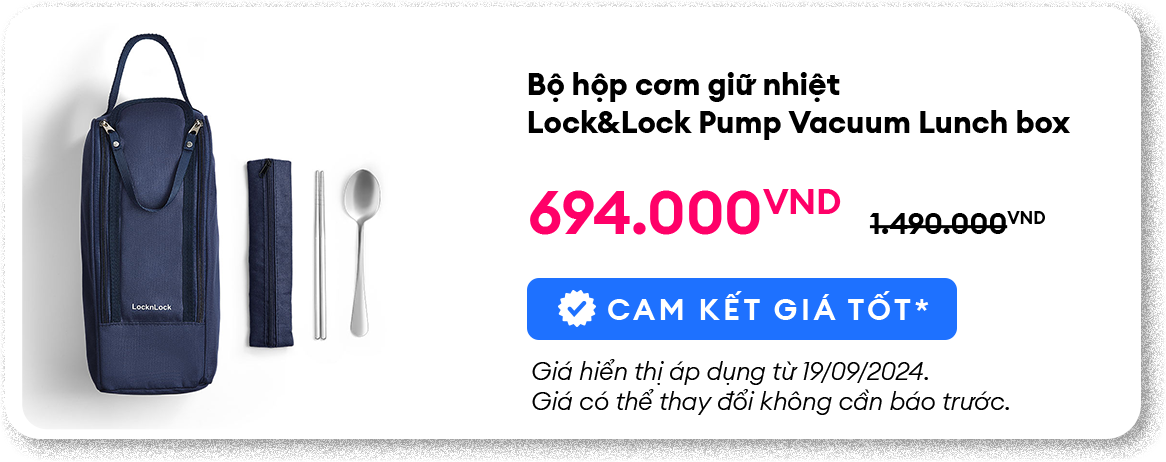 LocknLock
Bộ hộp cơm giữ nhiệt
Lock&Lock Pump Vacuum Lunch box
694.000VND 1.490.000VND
CAM KẾT GIÁ TỐT*
Giá hiển thị áp dụng từ 19/09/2024.
Giá có thể thay đổi không cần báo trước.